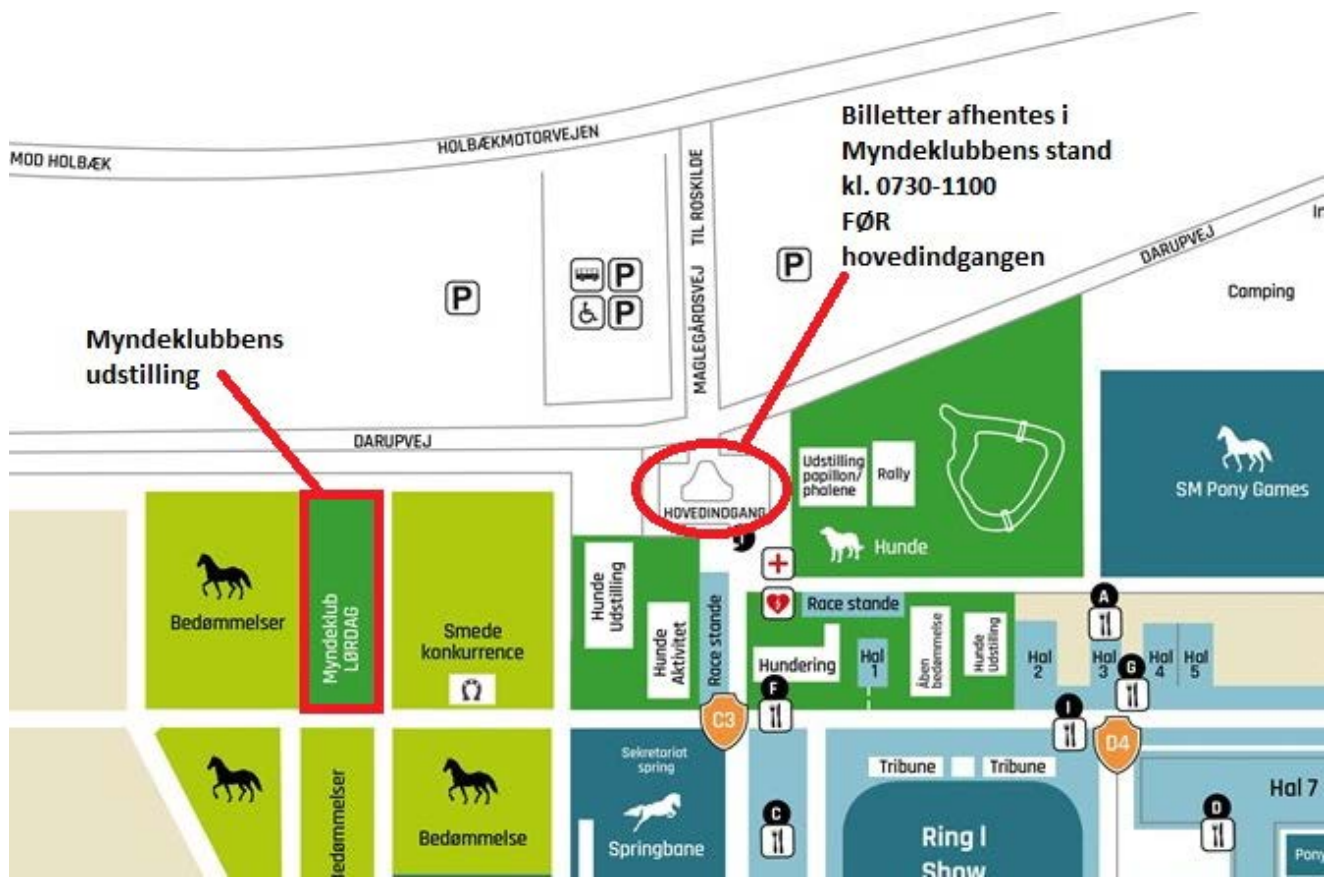 MOD HOLBÆK
HOLBÆKMOTORVEJEN
MAGLEGÅRDSVEJ TIL ROSKILDE
Billetter afhentes i
Myndeklubbens stand
kl. 0730-1100
FØR
hovedindgangen
P
P
P
P
DARUPVEJ
Camping
Myndeklubbens
udstilling
DARUPVEJ
HOVEDINDGANG
Udstilling
papillon/
phalene
Rally
Hunde
SM Pony Games
Bedømmelser
Myndeklub
LØRDAG
Smede
konkurrence
Hunde
Udstilling
Hunde
Aktivitet
Race stande
Race stande
Hundering
Hal
1
Åben
bedømmelse
Hunde
Udstilling
Hal
2
A
Hal
3
G
Hal
4
Hal
5
F
C3
I
D4
Bedømmelser
Bedømmelse
Sekretariat
spring
Springbane
C
Tribune
Tribune
Ring I
Show
Hal 7
D
Pony